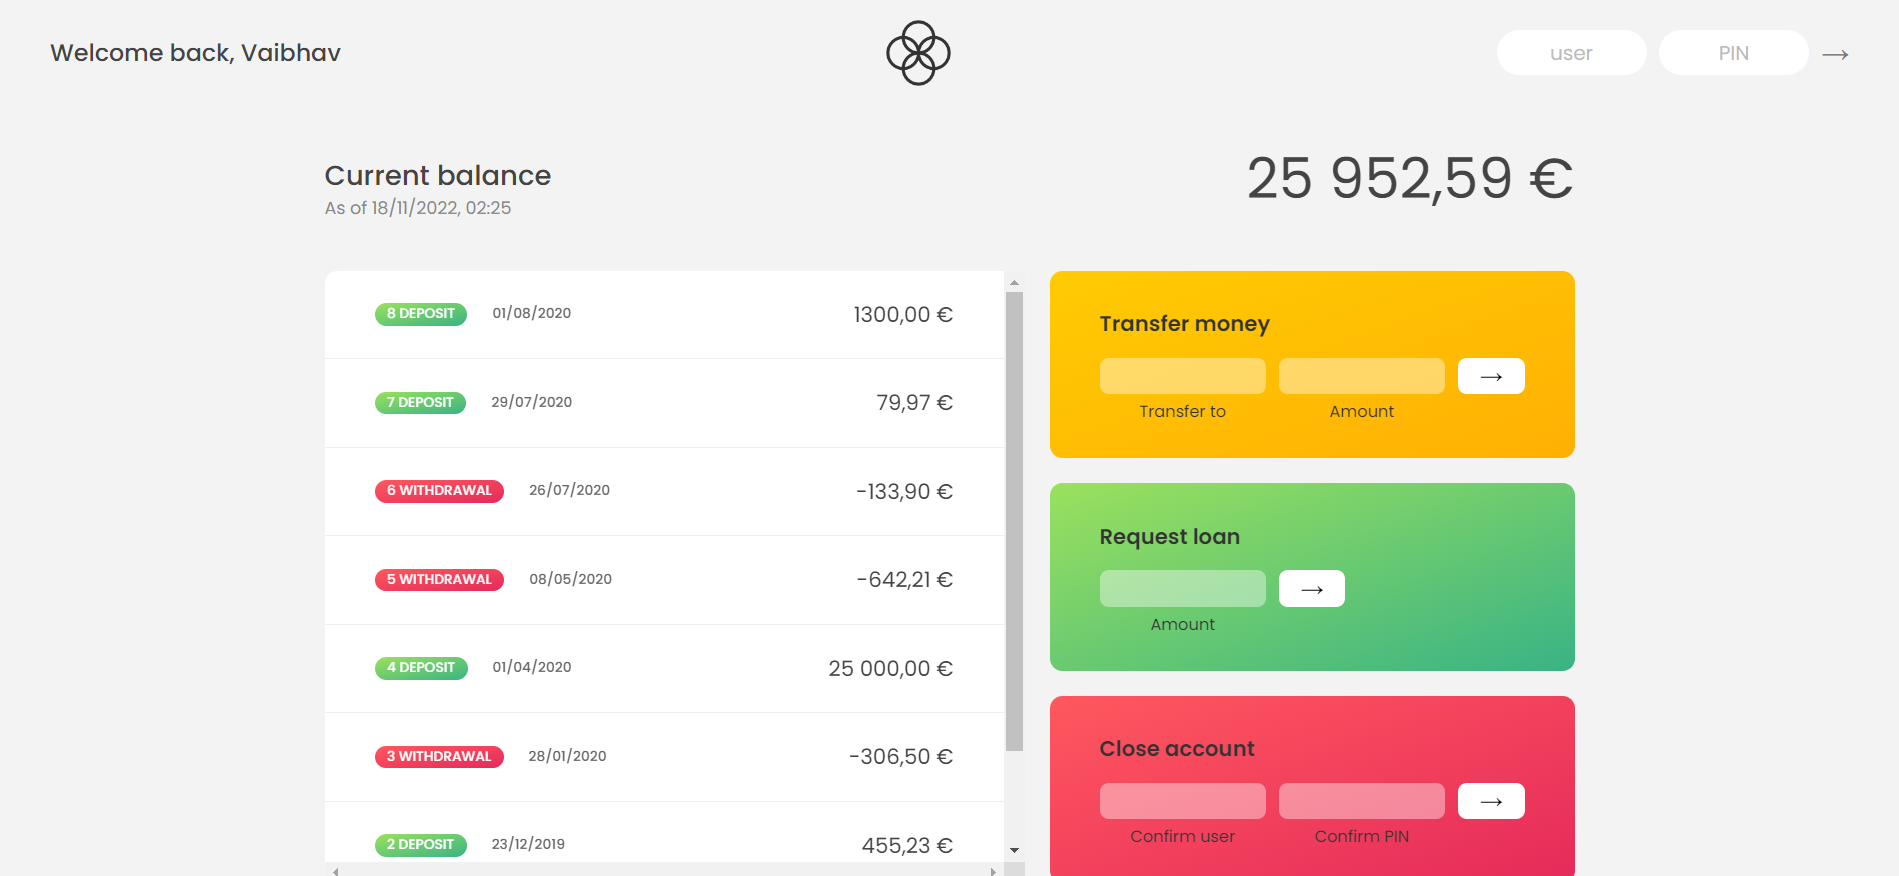 Welcome back, Vaibhav
user
PIN
→
Current balance
As of 18/11/2022, 02:25
25 952,59 €
8 DEPOSIT 01/08/2020 1300,00 €
7 DEPOSIT 29/07/2020 79,97 €
6 WITHDRAWAL 26/07/2020 -133,90 €
5 WITHDRAWAL 08/05/2020 -642,21 €
4 DEPOSIT 01/04/2020 25 000,00 €
3 WITHDRAWAL 28/01/2020 -306,50 €
2 DEPOSIT 23/12/2019 455,23 €
Transfer money
→
Transfer to Amount
Request loan
→
Amount
Close account
→
Confirm user Confirm PIN